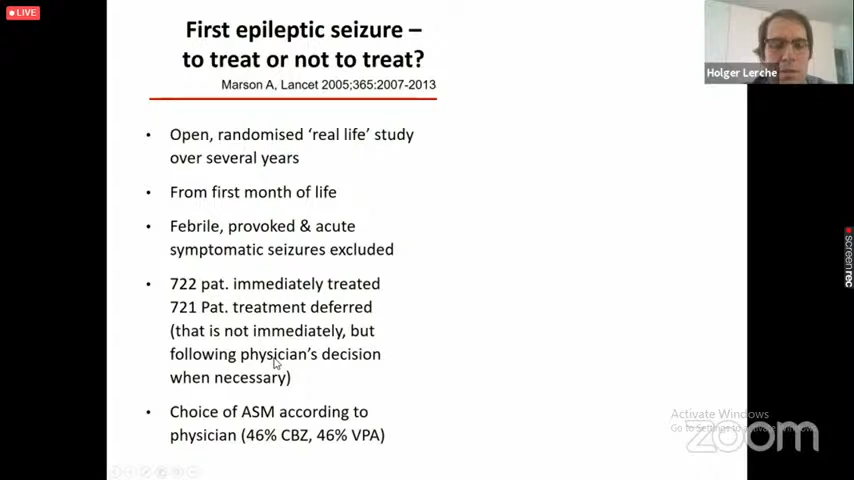 LIVE
First epileptic seizure –
to treat or not to treat?
Marson A, Lancet 2005;365:2007-2013
Holger Lerche
• Open, randomised ‘real life’ study
over several years
• From first month of life
• Febrile, provoked & acute
symptomatic seizures excluded
• 722 pat. immediately treated
721 Pat. treatment deferred
(that is not immediately, but
following physician’s decision
when necessary)
• Choice of ASM according to
physician (46% CBZ, 46% VPA)
screenrec
Activate Windows
Go to Settings to activate Windows.
zoom